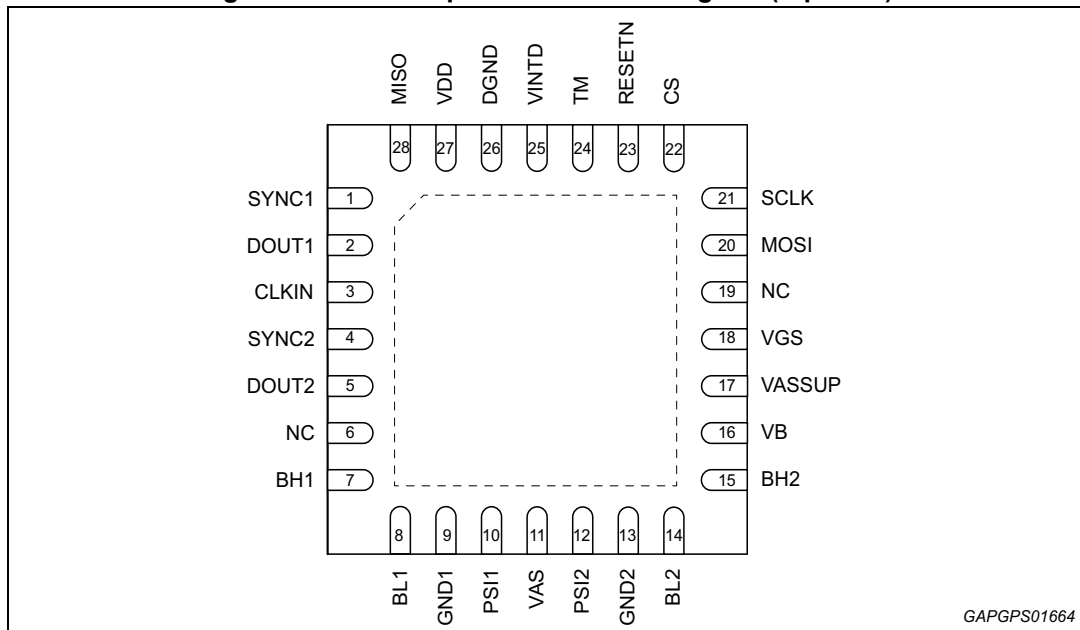 MISO
VDD
DGND
VINTD
TM
RESETN
CS
28
27
26
25
24
23
22
SYNC1 1
DOUT1 2
CLKIN 3
SYNC2 4
DOUT2 5
NC 6
BH1 7
21 SCLK
20 MOSI
19 NC
18 VGS
17 VASSUP
16 VB
15 BH2
8
9
10
11
12
13
14
BL1
GND1
PSI1
VAS
PSI2
GND2
BL2
GAPGPS01664